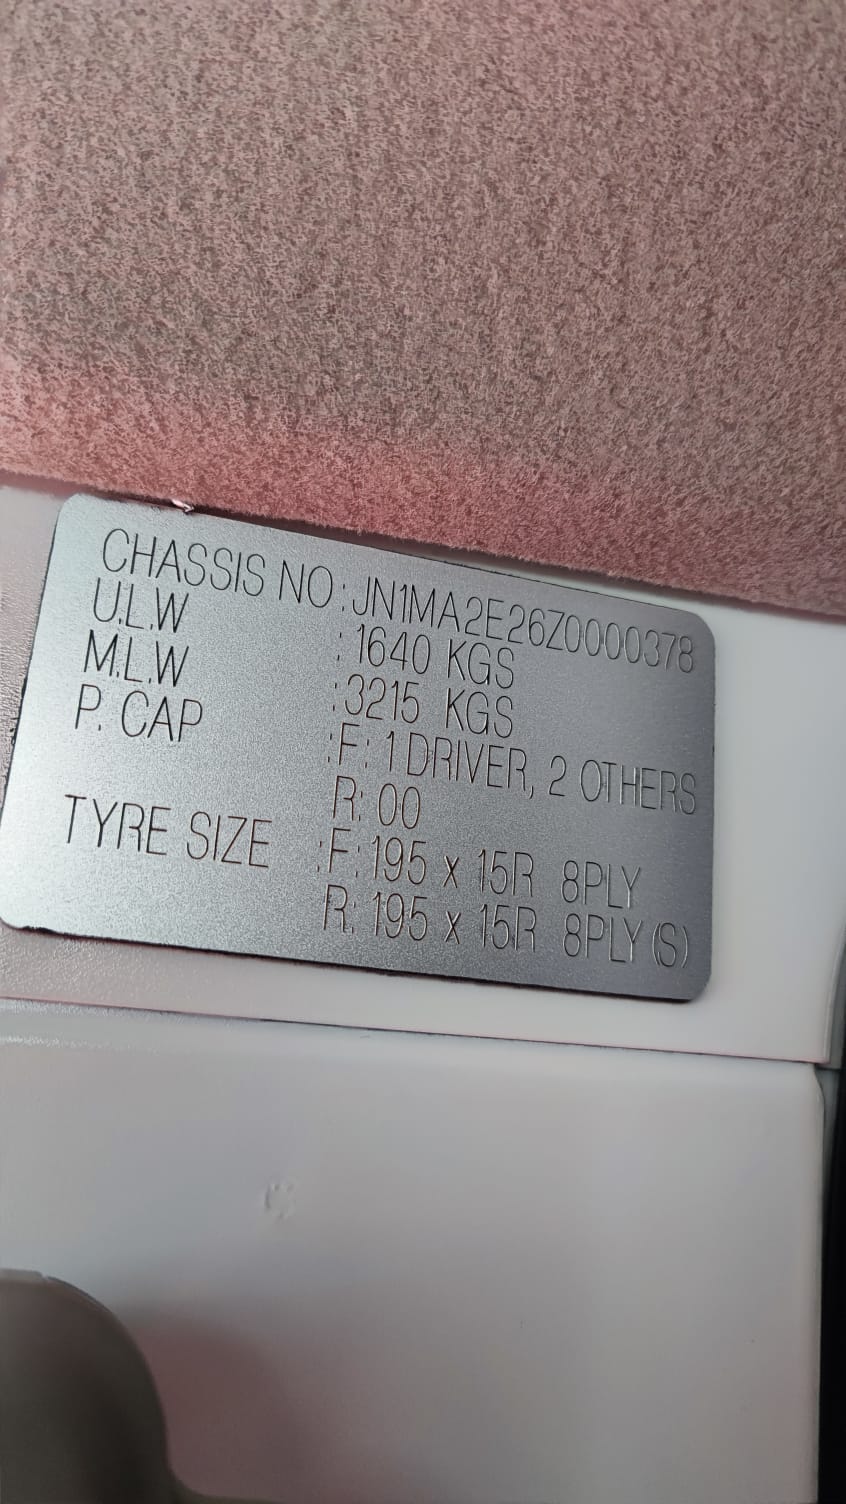 CHASSIS NO : JN1MA2E26Z0000378
U.L.W : 1640 KGS
M.L.W : 3215 KGS
P. CAP : F: 1 DRIVER, 2 OTHERS
R: 00
TYRE SIZE : F: 195 x 15R 8PLY
R: 195 x 15R 8PLY (S)